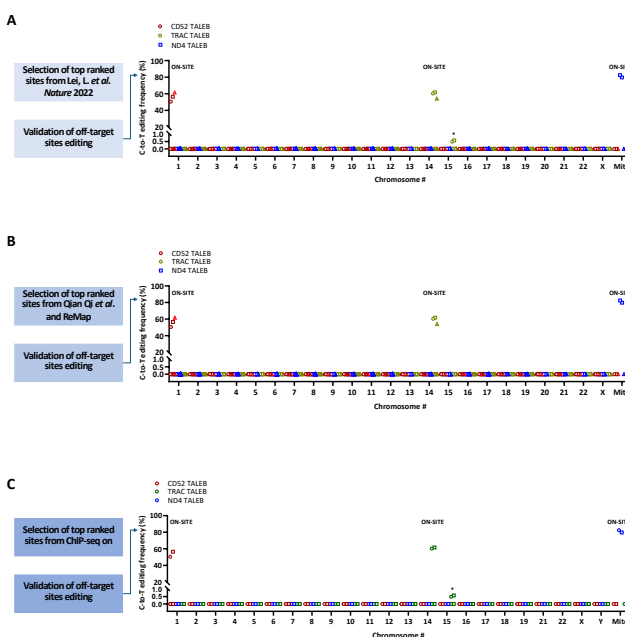 A
CD52 TALEB
TRAC TALEB
ND4 TALEB
Selection of top ranked
sites from Lei, L. et al.
Nature 2022
Validation of off-target
sites editing
C-to-T editing frequency (%)
100
80
60
40
20
1.0
0.5
0.0
ON-SITE
ON-SITE
ON-SITE
*
1 2 3 4 5 6 7 8 9 10 11 12 13 14 15 16 17 18 19 20 21 22 X Mit
Chromosome #
B
CD52 TALEB
TRAC TALEB
ND4 TALEB
Selection of top ranked
sites from Qian Qi et al.
and ReMap
Validation of off-target
sites editing
C-to-T editing frequency (%)
100
80
60
40
20
1.0
0.5
0.0
ON-SITE
ON-SITE
ON-SITE
1 2 3 4 5 6 7 8 9 10 11 12 13 14 15 16 17 18 19 20 21 22 X Mit
Chromosome #
C
CD52 TALEB
TRAC TALEB
ND4 TALEB
Selection of top ranked
sites from ChIP-seq on
Validation of off-target
sites editing
C-to-T editing frequency (%)
100
80
60
40
20
1.0
0.5
0.0
ON-SITE
ON-SITE
ON-SITE
*
1 2 3 4 5 6 7 8 9 10 11 12 13 14 15 16 17 18 19 20 21 22 X Y Mit
Chromosome #